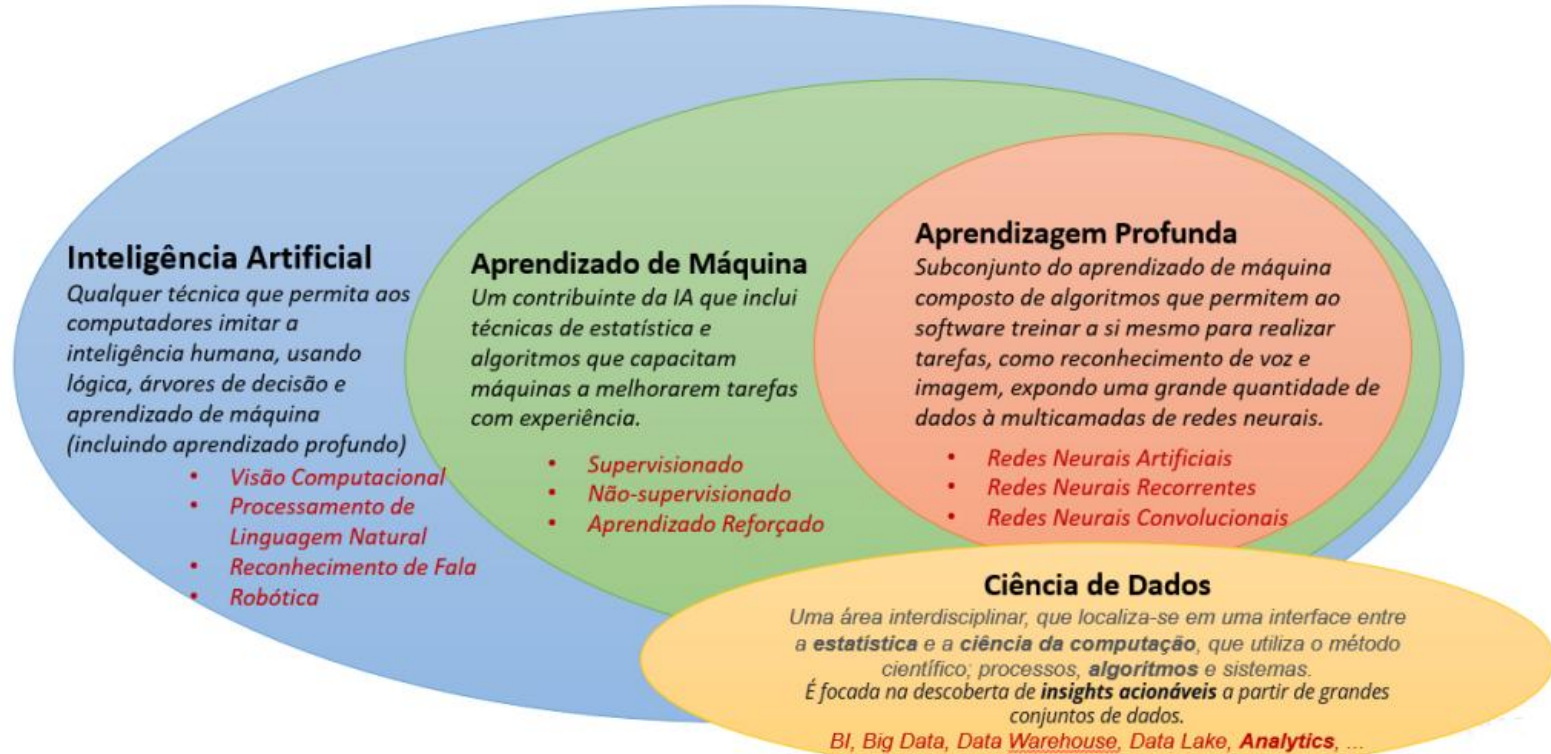 Inteligência Artificial
Qualquer técnica que permita aos
computadores imitar a
inteligência humana, usando
lógica, árvores de decisão e
aprendizado de máquina
(incluindo aprendizado profundo)
• Visão Computacional
• Processamento de
Linguagem Natural
• Reconhecimento de Fala
• Robótica
Aprendizado de Máquina
Um contribuinte da IA que inclui
técnicas de estatística e
algoritmos que capacitam
máquinas a melhorarem tarefas
com experiência.
• Supervisionado
• Não-supervisionado
• Aprendizado Reforçado
Aprendizagem Profunda
Subconjunto do aprendizado de máquina
composto de algoritmos que permitem ao
software treinar a si mesmo para realizar
tarefas, como reconhecimento de voz e
imagem, expondo uma grande quantidade de
dados à multicamadas de redes neurais.
• Redes Neurais Artificiais
• Redes Neurais Recorrentes
• Redes Neurais Convolucionais
Ciência de Dados
Uma área interdisciplinar, que localiza-se em uma interface entre
a estatística e a ciência da computação, que utiliza o método
científico; processos, algoritmos e sistemas.
É focada na descoberta de insights acionáveis a partir de grandes
conjuntos de dados.
BI, Big Data, Data Warehouse, Data Lake, Analytics, ...